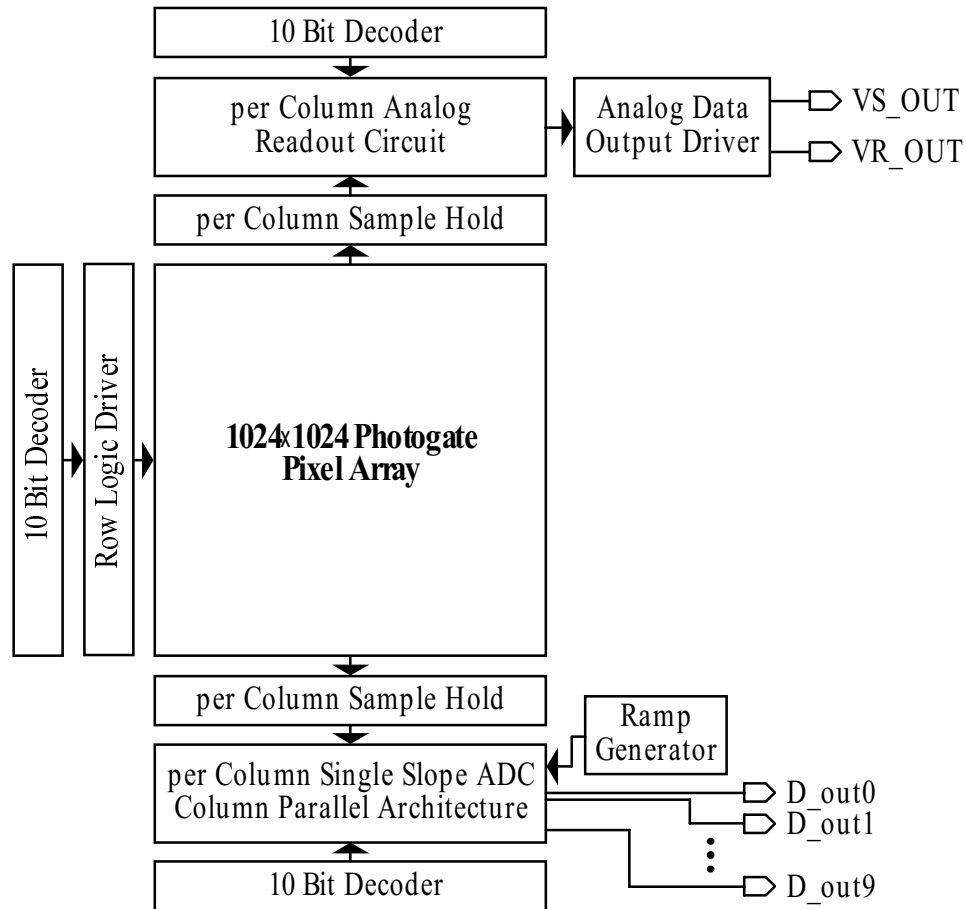 10 Bit Decoder
per Column Analog
Readout Circuit
Analog Data
Output Driver
VS_OUT
VR_OUT
per Column Sample Hold
10 Bit Decoder
Row Logic Driver
1024x1024 Photogate
Pixel Array
per Column Sample Hold
Ramp
Generator
per Column Single Slope ADC
Column Parallel Architecture
D_out0
D_out1
D_out9
10 Bit Decoder